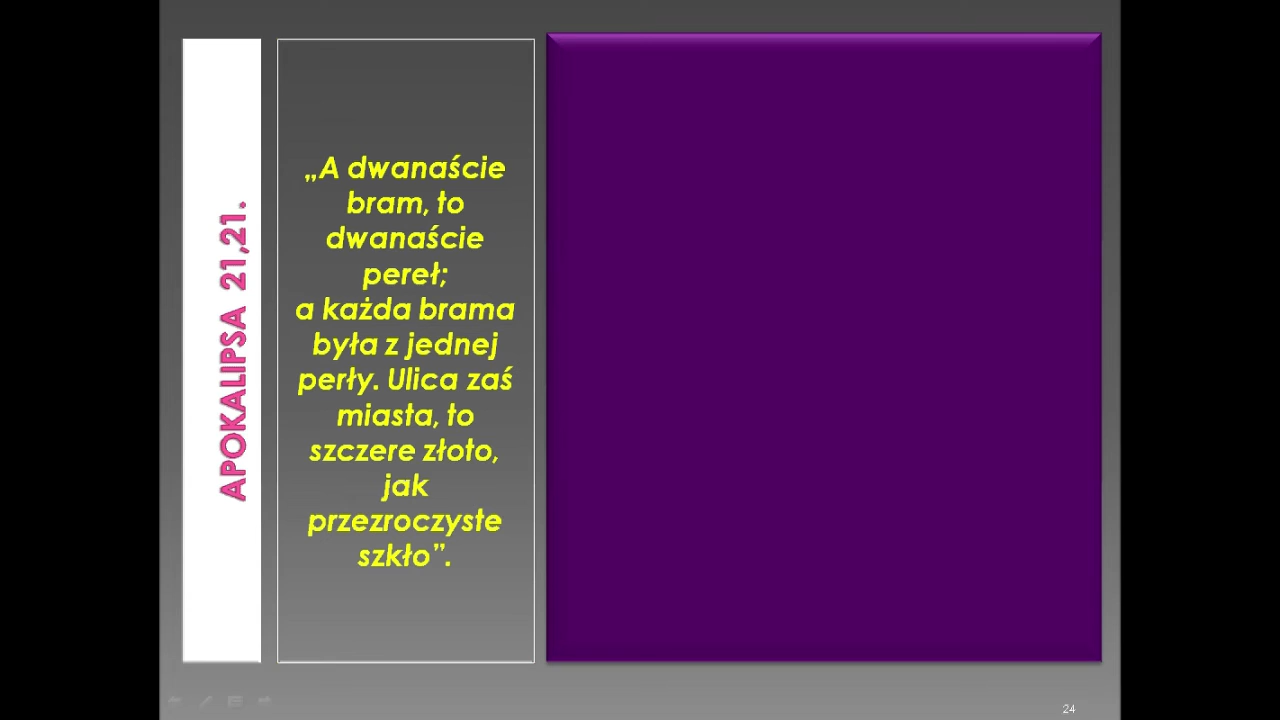 APOKALIPSA 21,21.
„A dwanaście
bram, to
dwanaście
pereł;
a każda brama
była z jednej
perły. Ulica zaś
miasta, to
szczere złoto,
jak
przezroczyste
szkło”.
24